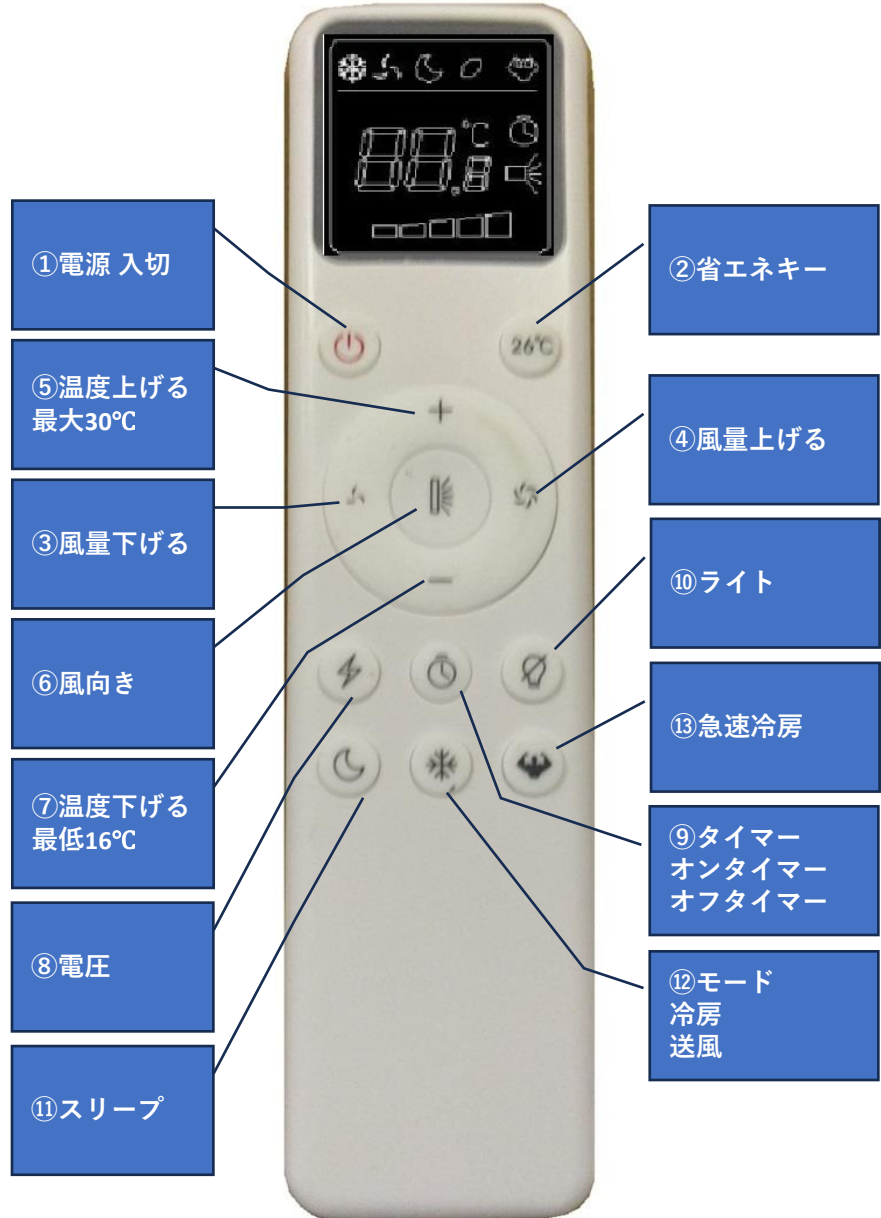 88.8℃
①電源 入切
②省エネキー
26℃
⑤温度上げる
最大30℃
④風量上げる
③風量下げる
⑩ライト
⑥風向き
⑬急速冷房
⑦温度下げる
最低16℃
⑨タイマー
オンタイマー
オフタイマー
⑧電圧
⑫モード
冷房
送風
⑪スリープ